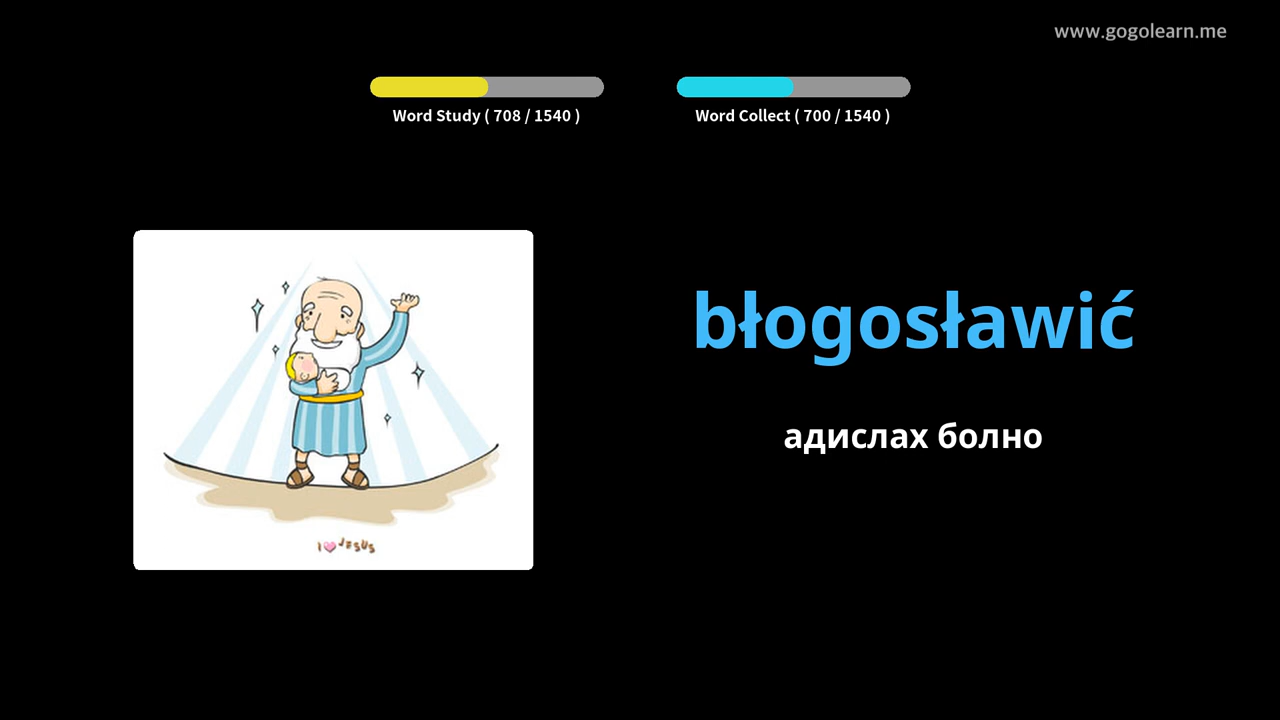 www.gogolearn.me
Word Study ( 708 / 1540 )
Word Collect ( 700 / 1540 )
błogosławić
адислах болно
I JESUS